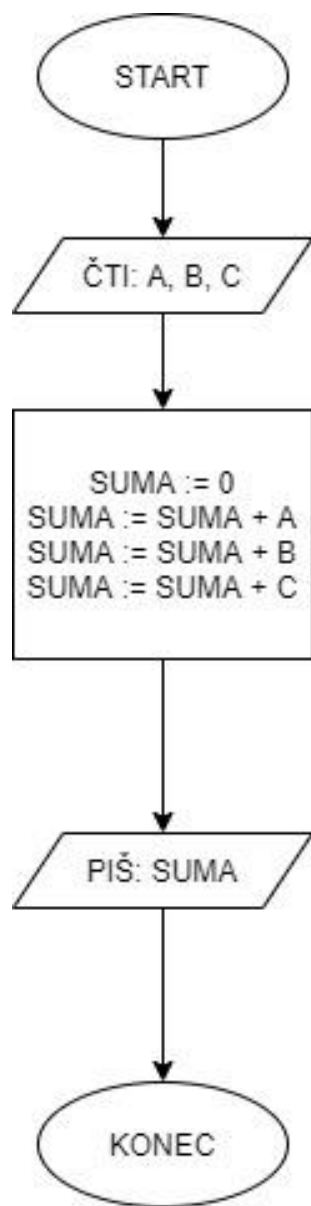 START
ČTI: A, B, C
SUMA := 0
SUMA := SUMA + A
SUMA := SUMA + B
SUMA := SUMA + C
PIŠ: SUMA
KONEC